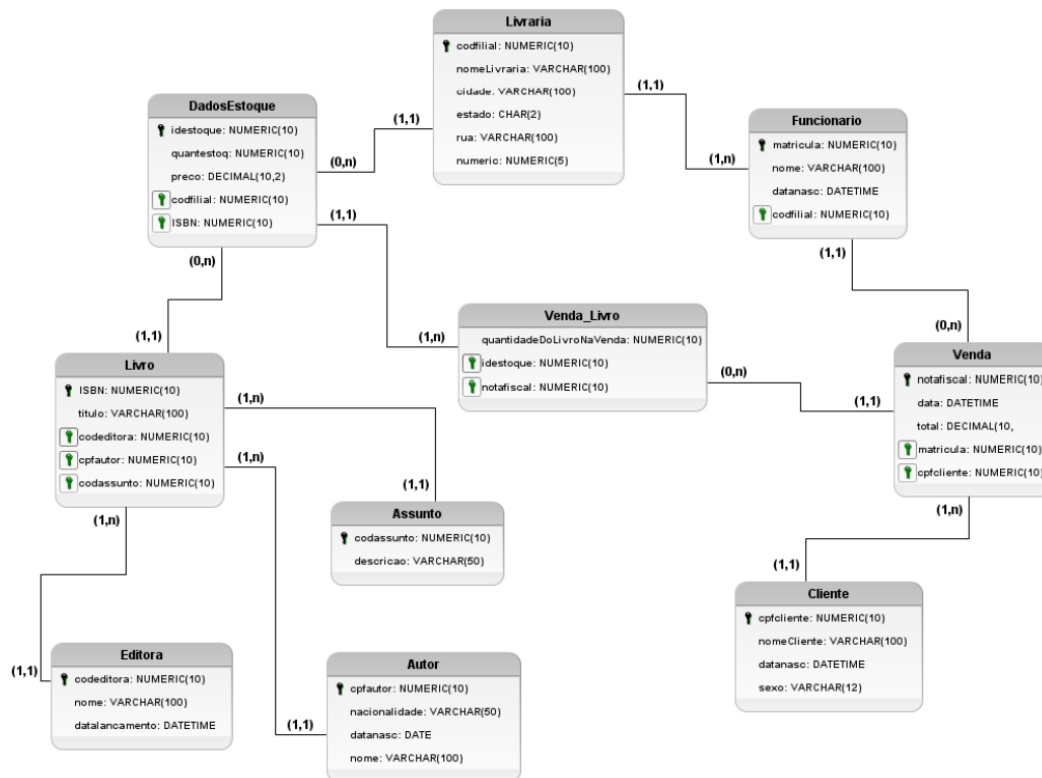 Livraria
codfilial: NUMERIC(10)
nomeLivraria: VARCHAR(100)
cidade: VARCHAR(100)
estado: CHAR(2)
rua: VARCHAR(100)
numeric: NUMERIC(5)
(1,1)
(1,1)
DadosEstoque
idestoque: NUMERIC(10)
quantestoq: NUMERIC(10)
preco: DECIMAL(10,2)
codfilial: NUMERIC(10)
ISBN: NUMERIC(10)
(0,n)
(1,1)
(0,n)
Funcionario
matricula: NUMERIC(10)
nome: VARCHAR(100)
datanasc: DATETIME
codfilial: NUMERIC(10)
(1,n)
(1,1)
(0,n)
Venda_Livro
quantidadeDoLivroNaVenda: NUMERIC(10)
idestoque: NUMERIC(10)
notafiscal: NUMERIC(10)
(1,n)
(0,n)
(1,1)
Venda
notafiscal: NUMERIC(10)
data: DATETIME
total: DECIMAL(10,
matricula: NUMERIC(10)
cpfcliente: NUMERIC(10)
(1,n)
(1,1)
Livro
ISBN: NUMERIC(10)
titulo: VARCHAR(100)
codeditora: NUMERIC(10)
cpfautor: NUMERIC(10)
codassunto: NUMERIC(10)
(1,n)
(1,n)
(1,n)
(1,1)
Assunto
codassunto: NUMERIC(10)
descricao: VARCHAR(50)
(1,1)
Cliente
cpfcliente: NUMERIC(10)
nomeCliente: VARCHAR(100)
datanasc: DATETIME
sexo: VARCHAR(12)
(1,1)
Editora
codeditora: NUMERIC(10)
nome: VARCHAR(100)
datalancamento: DATETIME
(1,1)
Autor
cpfautor: NUMERIC(10)
nacionalidade: VARCHAR(50)
datanasc: DATE
nome: VARCHAR(100)